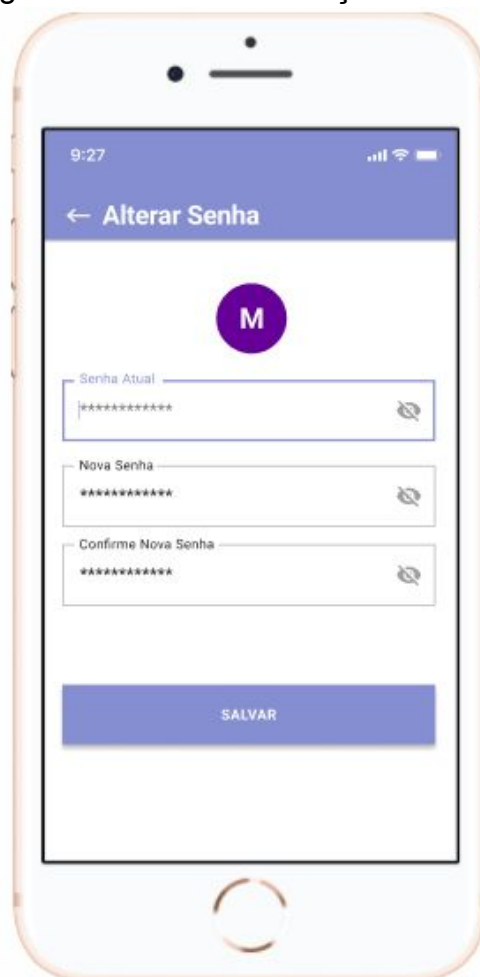 9:27
← Alterar Senha
M
Senha Atual
************
Nova Senha
************
Confirme Nova Senha
************
SALVAR